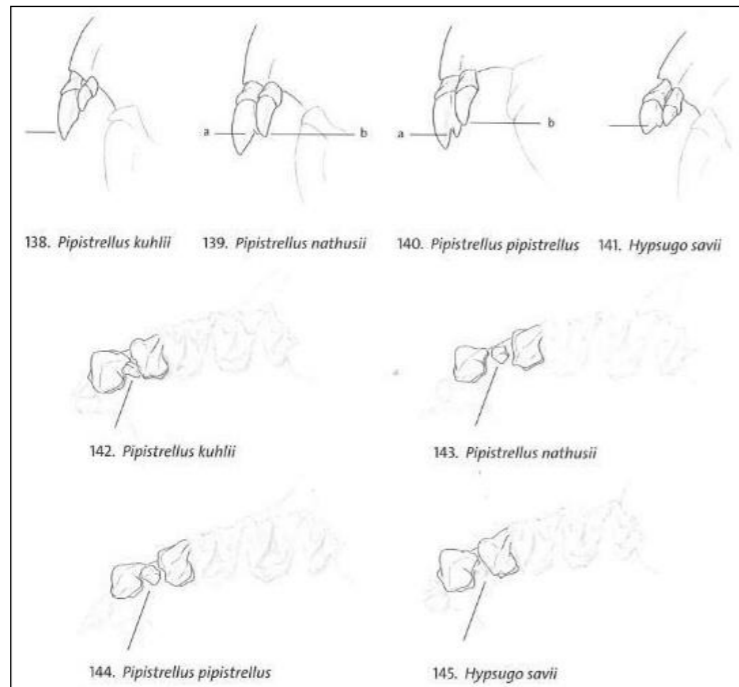 a
b
a
b
138. Pipistrellus kuhlii
139. Pipistrellus nathusii
140. Pipistrellus pipistrellus
141. Hypsugo savii
142. Pipistrellus kuhlii
143. Pipistrellus nathusii
144. Pipistrellus pipistrellus
145. Hypsugo savii